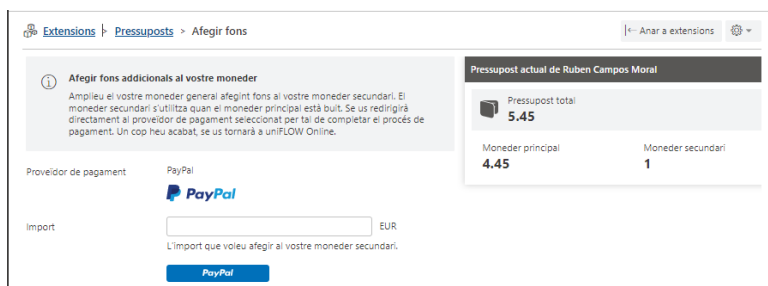 Extensions > Pressuposts > Afegir fons
Anar a extensions
Afegir fons addicionals al vostre moneder
Amplieu el vostre moneder general afegint fons al vostre moneder secundari. El
moneder secundari s'utilitza quan el moneder principal està buit. Se us redirigirà
directament al proveïdor de pagament seleccionat per tal de completar el procés de
pagament. Un cop heu acabat, se us tornarà a uniFLOW Online.
Pressupost actual de Ruben Campos Moral
Pressupost total
5.45
Moneder principal
Moneder secundari
4.45
1
Proveïdor de pagament
PayPal
PayPal
Import
EUR
L'import que voleu afegir al vostre moneder secundari.
PayPal